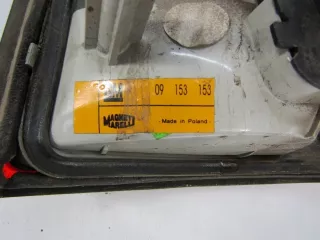 09 153 153
MAGNETI
MARELLI
Made in Poland